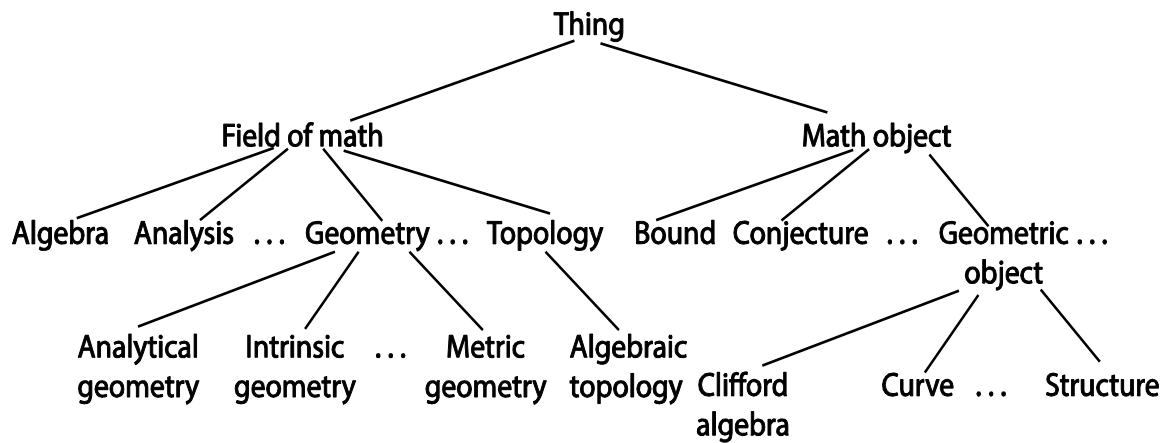 Thing
Field of math
Math object
Algebra Analysis ... Geometry ... Topology Bound Conjecture ... Geometric ...
object
Analytical Intrinsic ... Metric Algebraic
geometry geometry geometry topology
Clifford Curve ... Structure
algebra